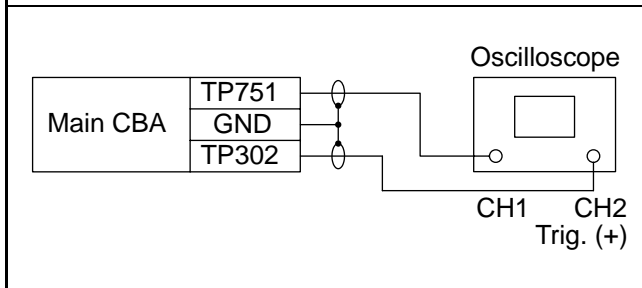 Oscilloscope
Main CBA
TP751
GND
TP302
CH1
CH2
Trig. (+)